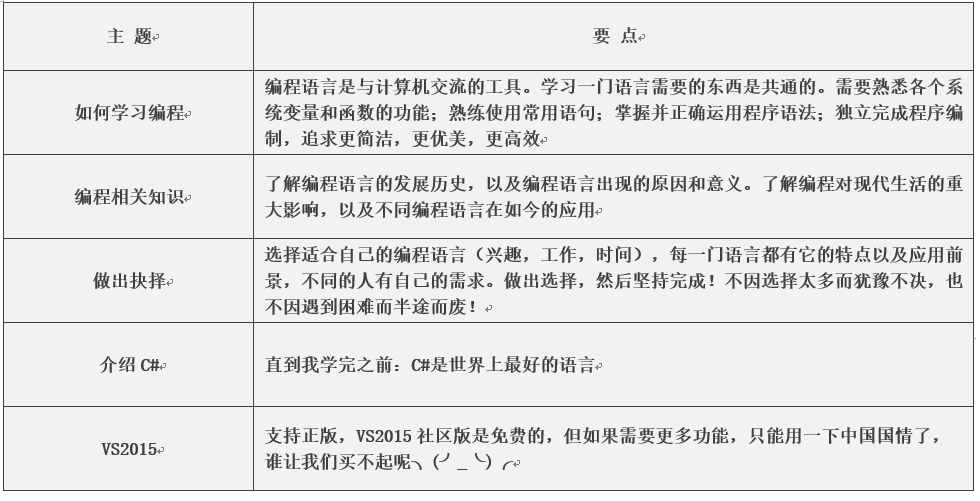 主 题
要 点
如何学习编程
编程语言是与计算机交流的工具。学习一门语言需要的东西是共通的。需要熟悉各个系
统变量和函数的功能；熟练使用常用语句；掌握并正确运用程序语法；独立完成程序编
制，追求更简洁，更优美，更高效
编程相关知识
了解编程语言的发展历史，以及编程语言出现的原因和意义。了解编程对现代生活的重
大影响，以及不同编程语言在如今的应用
做出抉择
选择适合自己的编程语言（兴趣，工作，时间），每一门语言都有它的特点以及应用前
景，不同的人有自己的需求。做出选择，然后坚持完成！不因选择太多而犹豫不决，也
不因遇到困难而半途而废！
介绍 C#
直到我学完之前：C#是世界上最好的语言
VS2015
支持正版，VS2015 社区版是免费的，但如果需要更多功能，只能用一下中国国情了，
谁让我们买不起呢╮(╯_╰)╭